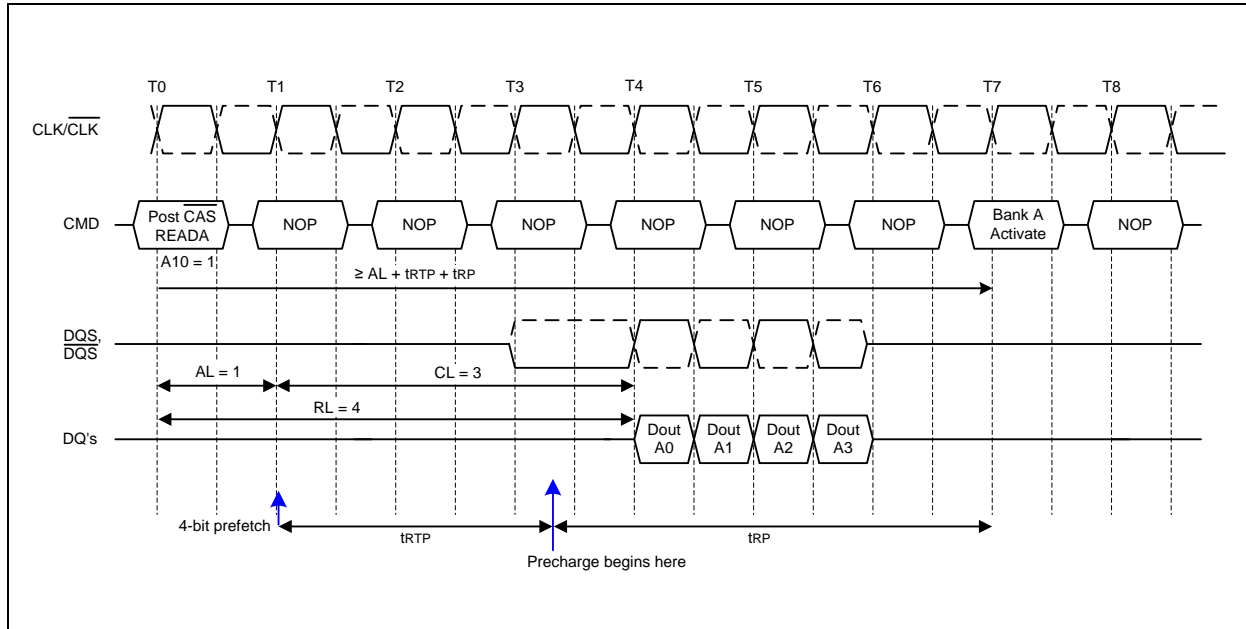 T0 T1 T2 T3 T4 T5 T6 T7 T8
CLK/CLK
CMD
Post CAS
READA
NOP NOP NOP NOP NOP NOP
Bank A
Activate
NOP
A10 = 1
≥ AL + tRTP + tRP
DQS,
DQS
AL = 1
CL = 3
RL = 4
DQ's
Dout
A0
Dout
A1
Dout
A2
Dout
A3
4-bit prefetch
tRTP
tRP
Precharge begins here